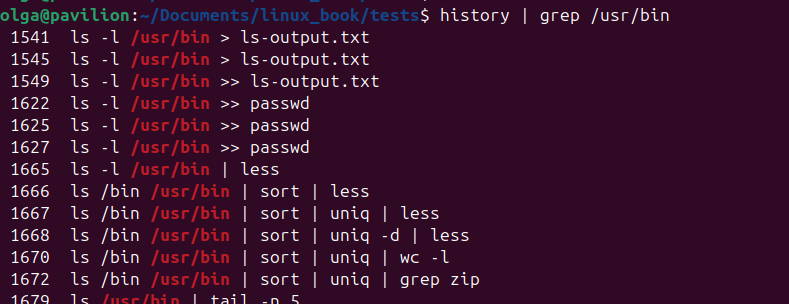 olga@pavilion:~/Documents/linux_book/tests$ history | grep /usr/bin
1541 ls -l /usr/bin > ls-output.txt
1545 ls -l /usr/bin > ls-output.txt
1549 ls -l /usr/bin >> ls-output.txt
1622 ls -l /usr/bin >> passwd
1625 ls -l /usr/bin >> passwd
1627 ls -l /usr/bin >> passwd
1665 ls -l /usr/bin | less
1666 ls /bin /usr/bin | sort | less
1667 ls /bin /usr/bin | sort | uniq | less
1668 ls /bin /usr/bin | sort | uniq -d | less
1670 ls /bin /usr/bin | sort | uniq | wc -l
1672 ls /bin /usr/bin | sort | uniq | grep zip
1679 ls /usr/bin | tail -n 5